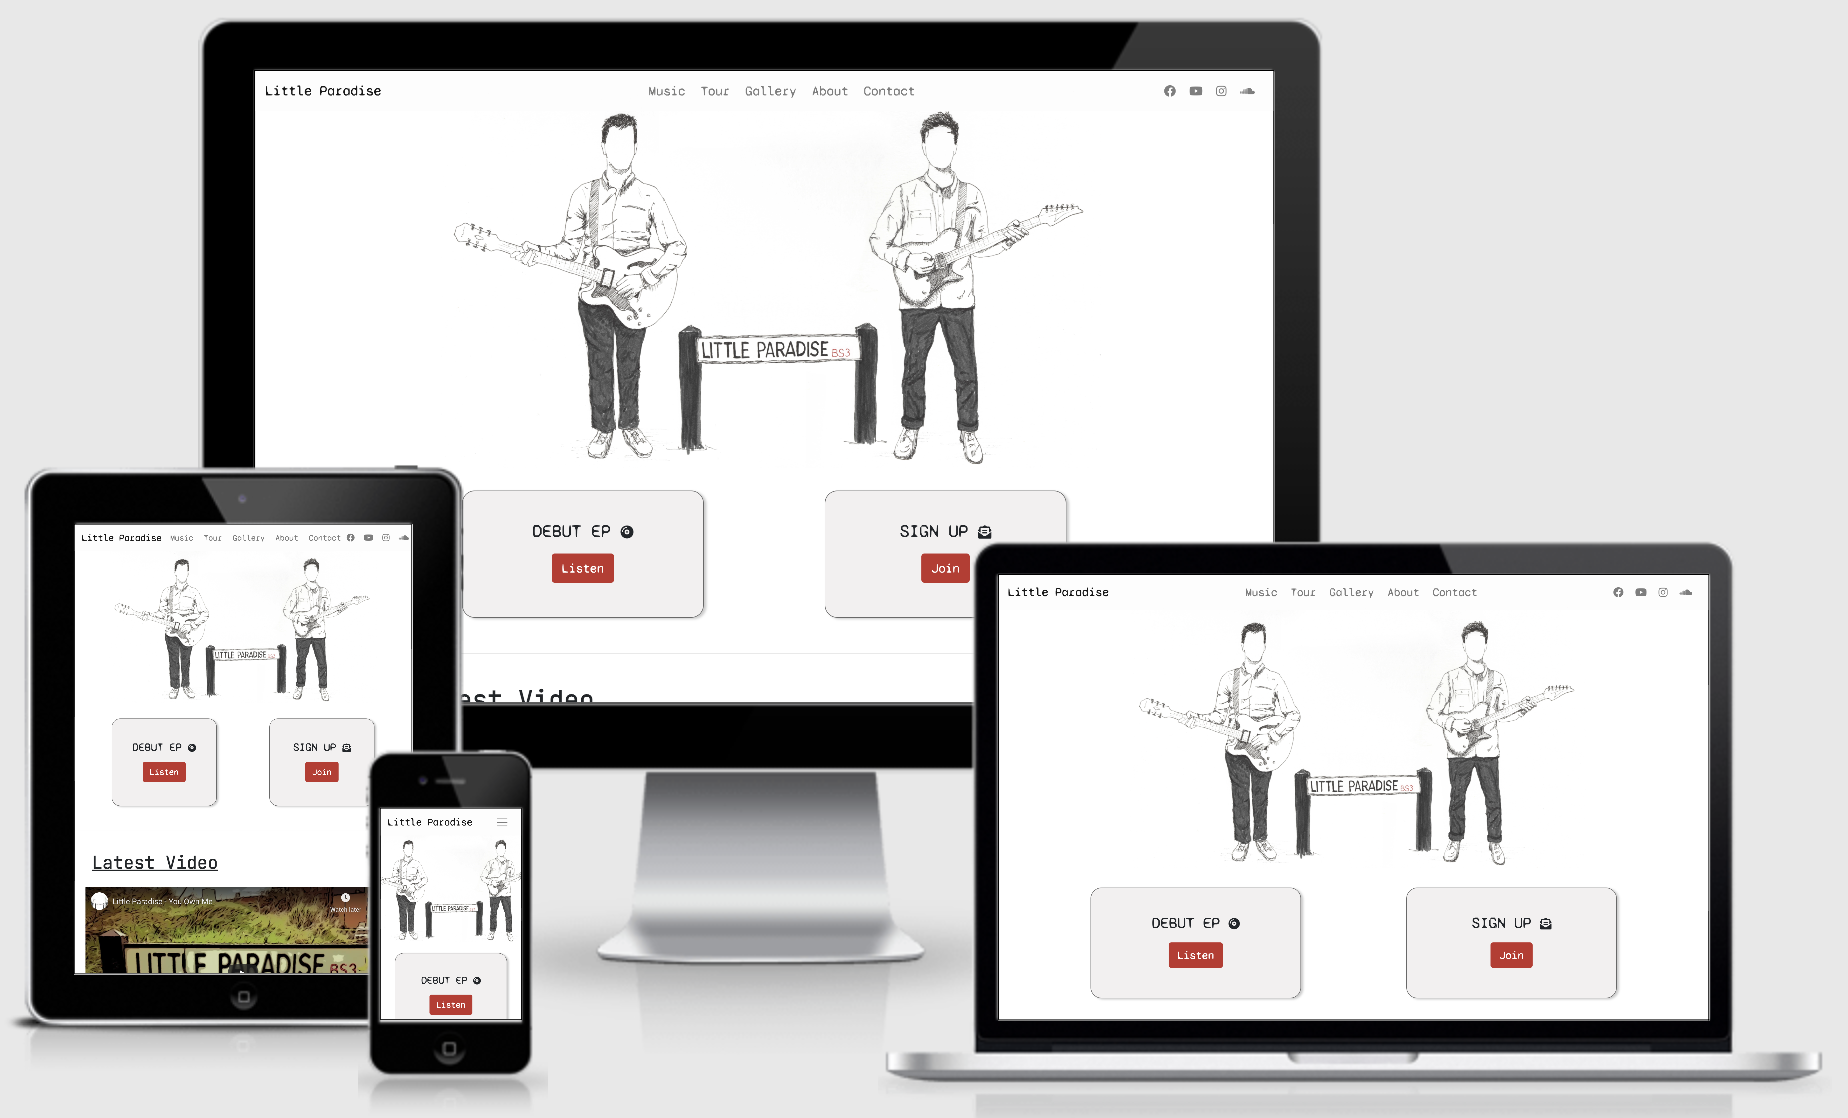 Little Paradise Music Tour Gallery About Contact
LITTLE PARADISE BS3
DEBUT EP SIGN UP
Listen Join
est Video
Little Paradise Music Tour Gallery About Contact
LITTLE PARADISE
DEBUT EP SIGN UP
Listen Join
Latest Video
Little Paradise - You Own Me
Watch later
LITTLE PARADISE BS3
Little Paradise
LITTLE PARADISE
DEBUT EP
Listen
Little Paradise Music Tour Gallery About Contact
LITTLE PARADISE BS3
DEBUT EP SIGN UP
Listen Join